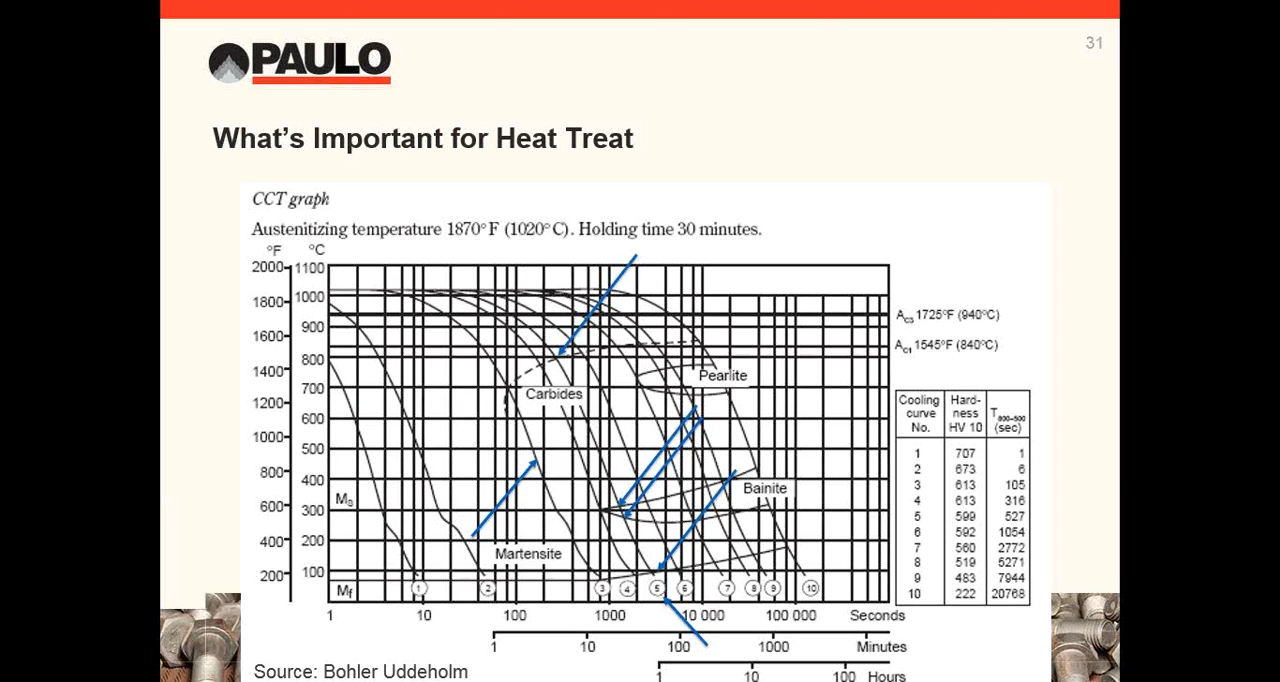 31
PAULO
What's Important for Heat Treat
CCT graph
Austenitizing temperature 1870°F (1020°C). Holding time 30 minutes.
°F °C
2000 1100
1800 1000
1600 900
1400 800
1200 700
1000 600
800 500
600 400
400 300
200 200
100
Ac3 1725°F (940°C)
Ac1 1545°F (840°C)
Pearlite
Carbides
Bainite
Ms
Martensite
Mf
1 2 3 4 5 6 7 8 9 10
Cooling curve No. Hard- ness HV 10 T800–500 (sec)
1 707 1
2 673 6
3 613 105
4 613 316
5 599 527
6 592 1054
7 560 2772
8 519 5271
9 483 7944
10 222 20768
1 10 100 1000 10 000 100 000 Seconds
1 10 100 1000 Minutes
1 10 100 Hours
Source: Bohler Uddeholm